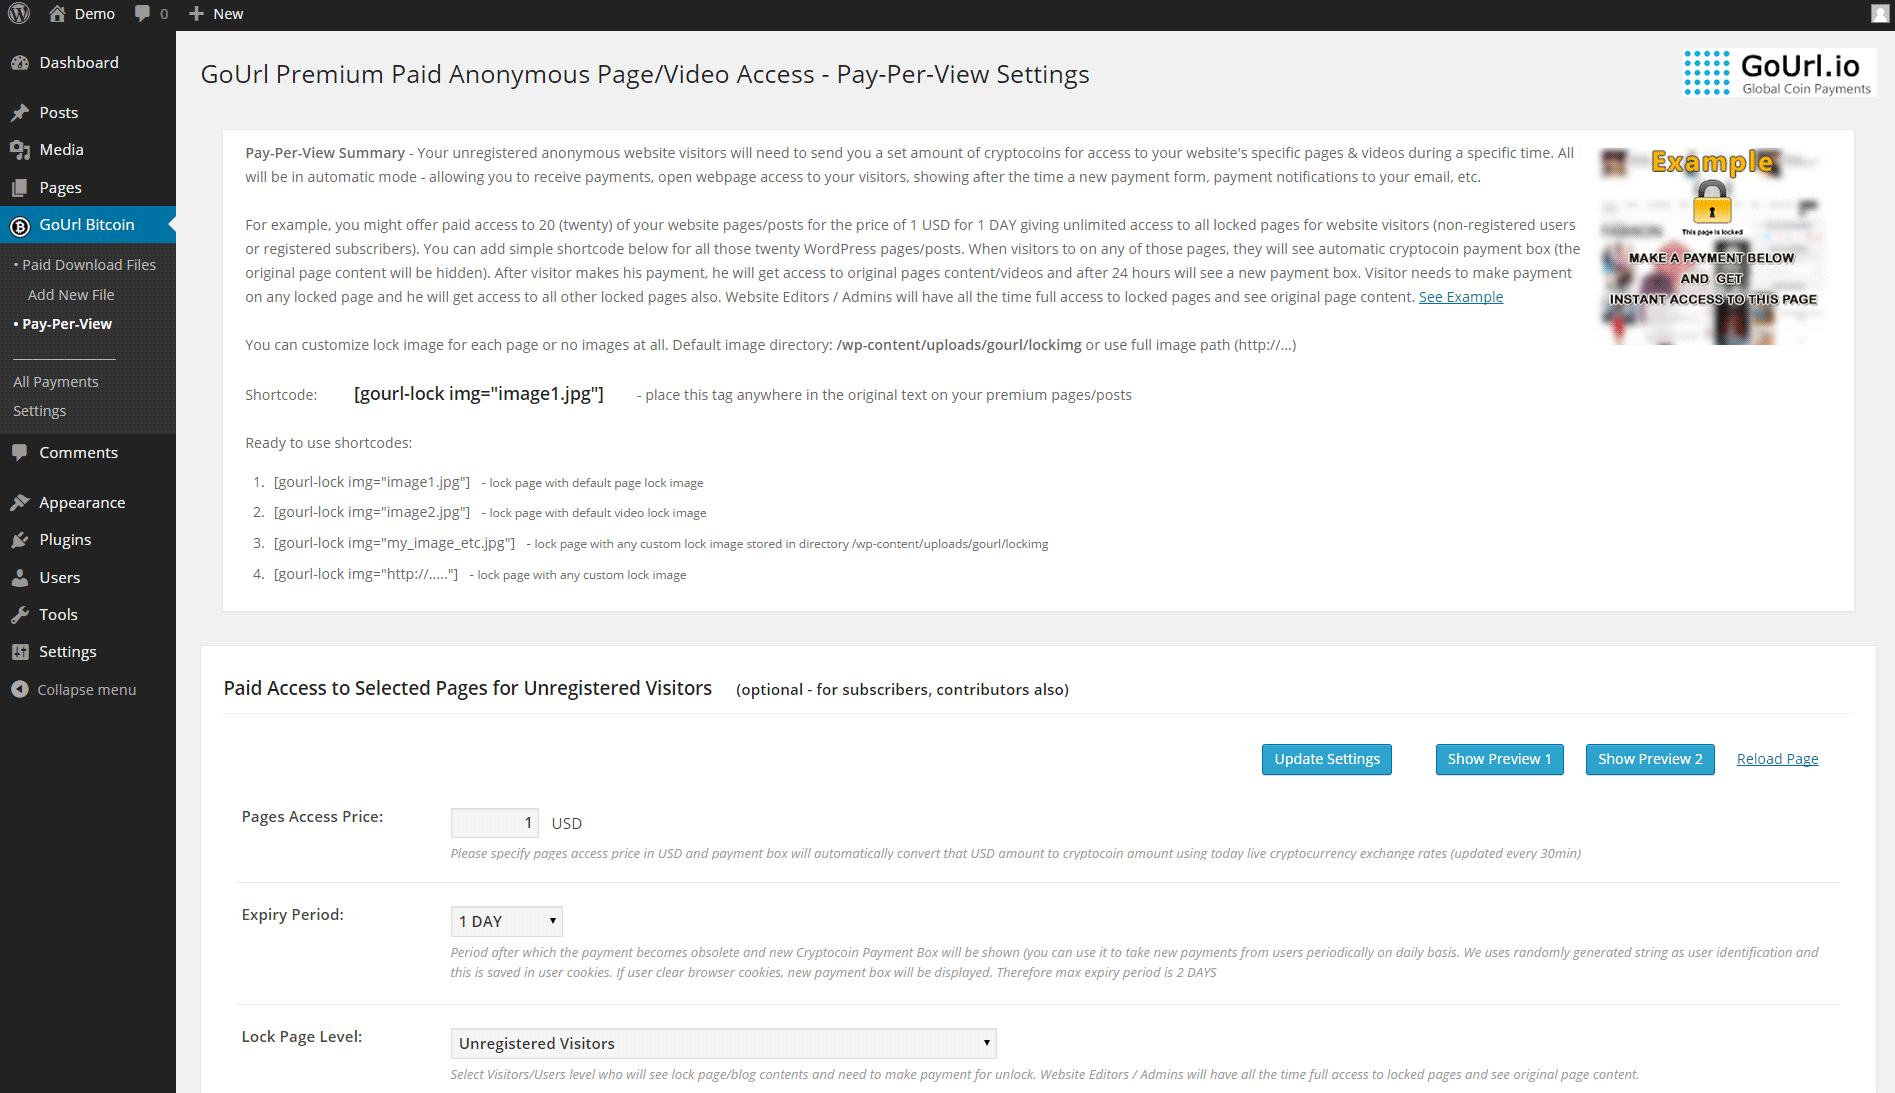 Demo 0 New
Dashboard
Posts
Media
Pages
GoUrl Bitcoin
• Paid Download Files
Add New File
• Pay-Per-View
All Payments
Settings
Comments
Appearance
Plugins
Users
Tools
Settings
Collapse menu
GoUrl Premium Paid Anonymous Page/Video Access - Pay-Per-View Settings
GoUrl.io
Global Coin Payments
Pay-Per-View Summary - Your unregistered anonymous website visitors will need to send you a set amount of cryptocoins for access to your website's specific pages & videos during a specific time. All
will be in automatic mode - allowing you to receive payments, open webpage access to your visitors, showing after the time a new payment form, payment notifications to your email, etc.
For example, you might offer paid access to 20 (twenty) of your website pages/posts for the price of 1 USD for 1 DAY giving unlimited access to all locked pages for website visitors (non-registered users
or registered subscribers). You can add simple shortcode below for all those twenty WordPress pages/posts. When visitors to on any of those pages, they will see automatic cryptocoin payment box (the
original page content will be hidden). After visitor makes his payment, he will get access to original pages content/videos and after 24 hours will see a new payment box. Visitor needs to make payment
on any locked page and he will get access to all other locked pages also. Website Editors / Admins will have all the time full access to locked pages and see original page content. See Example
You can customize lock image for each page or no images at all. Default image directory: /wp-content/uploads/gourl/lockimg or use full image path (http://...)
Shortcode: [gourl-lock img="image1.jpg"] - place this tag anywhere in the original text on your premium pages/posts
Ready to use shortcodes:
1. [gourl-lock img="image1.jpg"] - lock page with default page lock image
2. [gourl-lock img="image2.jpg"] - lock page with default video lock image
3. [gourl-lock img="my_image_etc.jpg"] - lock page with any custom lock image stored in directory /wp-content/uploads/gourl/lockimg
4. [gourl-lock img="http://....."] - lock page with any custom lock image
Example
This page is locked
MAKE A PAYMENT BELOW
AND GET
INSTANT ACCESS TO THIS PAGE
Paid Access to Selected Pages for Unregistered Visitors (optional - for subscribers, contributors also)
Update Settings Show Preview 1 Show Preview 2 Reload Page
Pages Access Price: 1 USD
Please specify pages access price in USD and payment box will automatically convert that USD amount to cryptocoin amount using today live cryptocurrency exchange rates (updated every 30min)
Expiry Period: 1 DAY
Period after which the payment becomes obsolete and new Cryptocoin Payment Box will be shown (you can use it to take new payments from users periodically on daily basis. We uses randomly generated string as user identification and
this is saved in user cookies. If user clear browser cookies, new payment box will be displayed. Therefore max expiry period is 2 DAYS
Lock Page Level: Unregistered Visitors
Select Visitors/Users level who will see lock page/blog contents and need to make payment for unlock. Website Editors / Admins will have all the time full access to locked pages and see original page content.